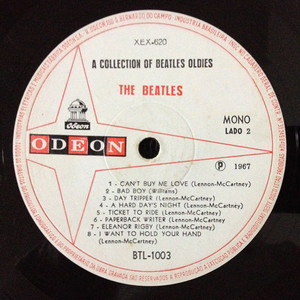 XEX-620
A COLLECTION OF BEATLES OLDIES
THE BEATLES
Odeon
ODEON
MONO
LADO 2
℗ 1967
1 - CAN'T BUY ME LOVE (Lennon-McCartney)
2 - BAD BOY (Williams)
3 - DAY TRIPPER (Lennon-McCartney)
4 - A HARD DAY'S NIGHT (Lennon-McCartney)
5 - TICKET TO RIDE (Lennon-McCartney)
6 - PAPERBACK WRITER (Lennon-McCartney)
7 - ELEANOR RIGBY (Lennon-McCartney)
8 - I WANT TO HOLD YOUR HAND
(Lennon-McCartney)
BTL-1003